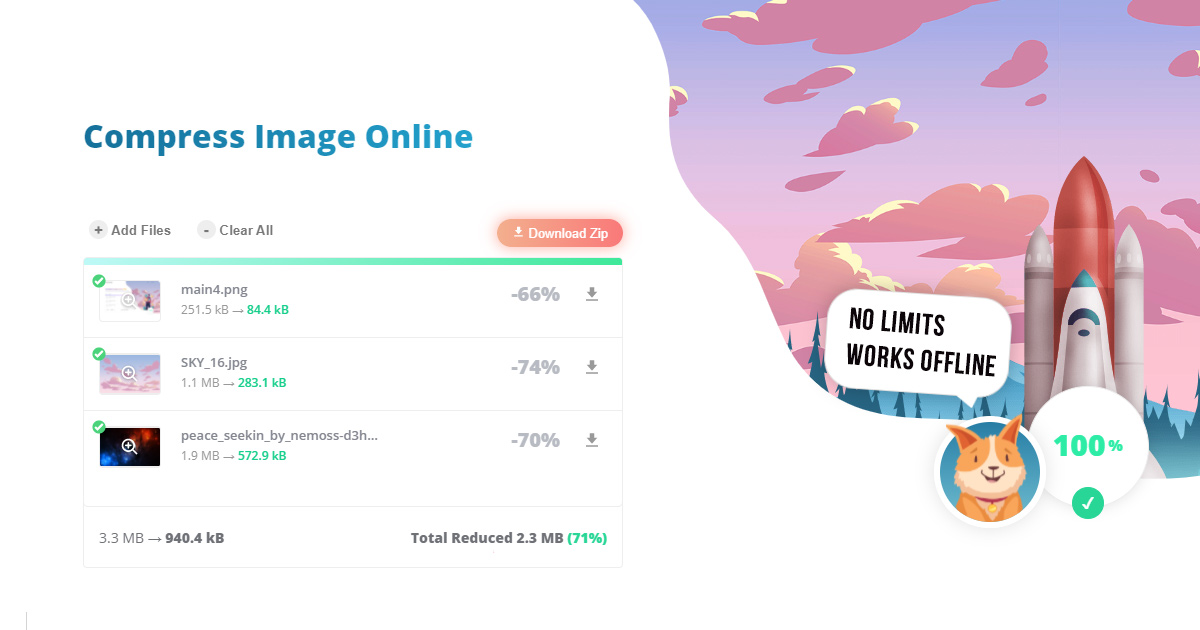 Compress Image Online
+ Add Files - Clear All Download Zip
main4.png
251.5 kB → 84.4 kB
-66%
SKY_16.jpg
1.1 MB → 283.1 kB
-74%
peace_seekin_by_nemoss-d3h...
1.9 MB → 572.9 kB
-70%
3.3 MB → 940.4 kB Total Reduced 2.3 MB (71%)
NO LIMITS
WORKS OFFLINE
100%